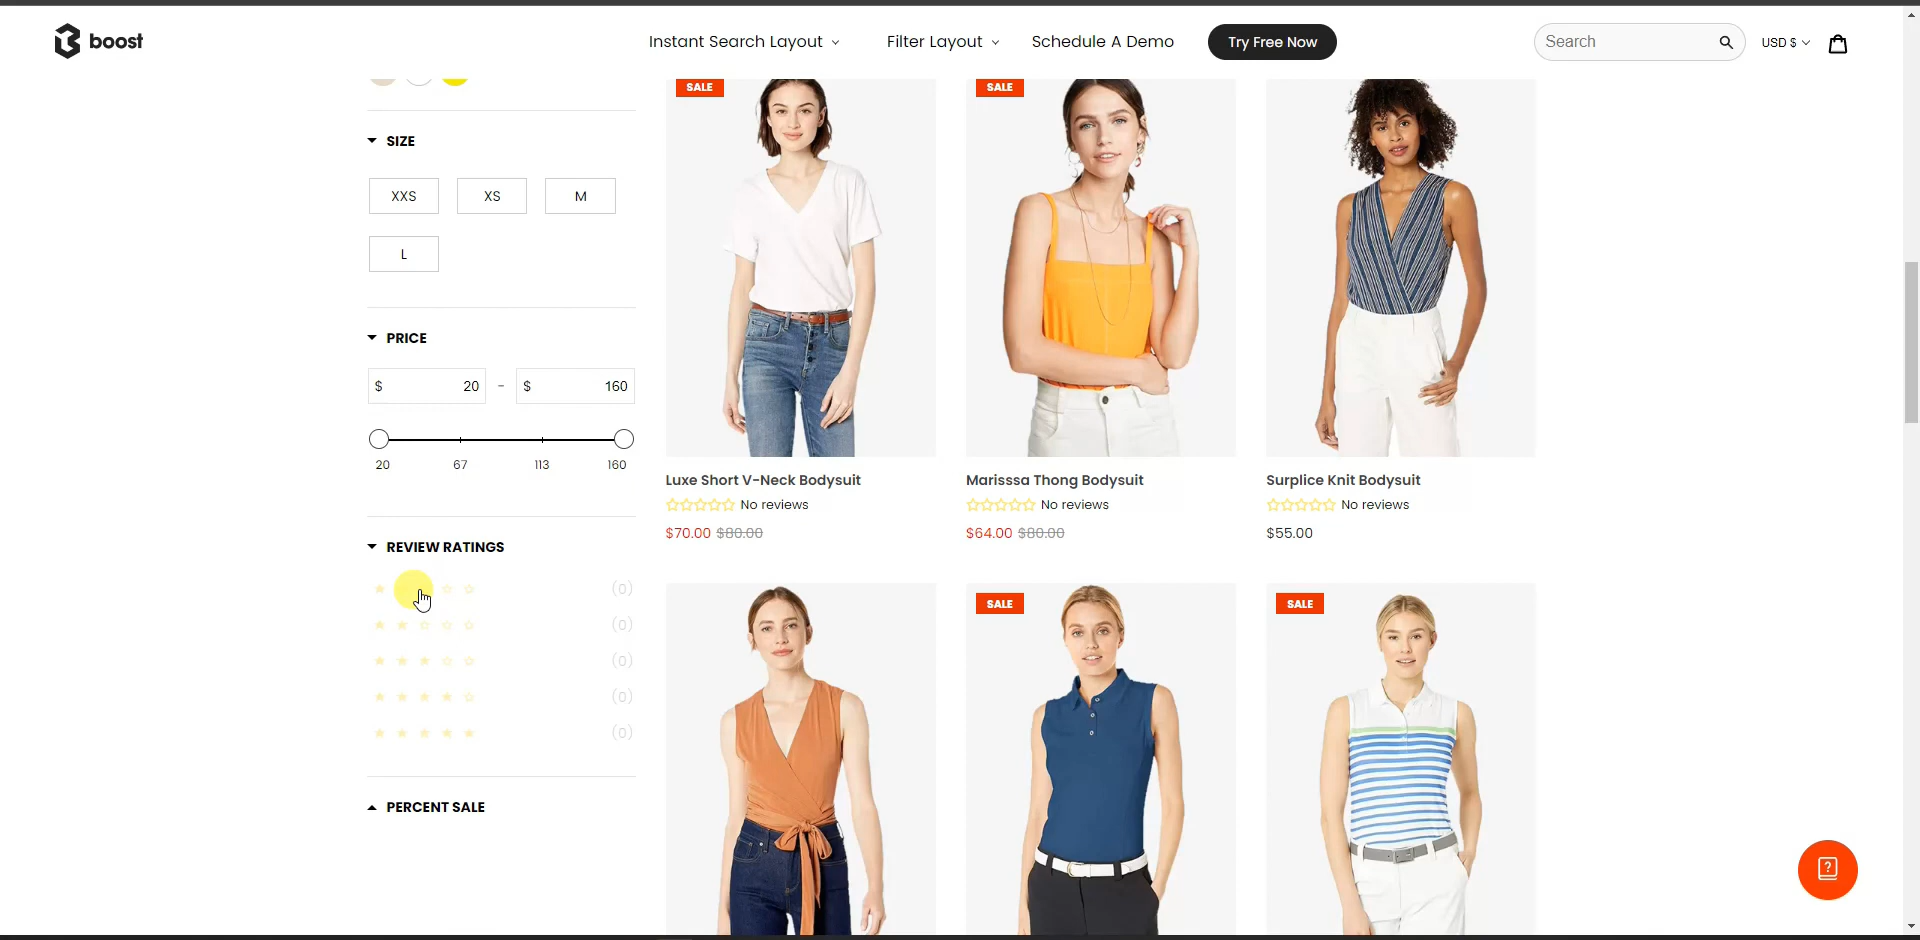 boost
Instant Search Layout
Filter Layout
Schedule A Demo
Try Free Now
Search
USD $
SIZE
XXS
XS
M
L
PRICE
$ 20 - $ 160
20 67 113 160
REVIEW RATINGS
(0)
(0)
(0)
(0)
(0)
PERCENT SALE
SALE
SALE
Luxe Short V-Neck Bodysuit
No reviews
$70.00 $80.00
Marisssa Thong Bodysuit
No reviews
$64.00 $80.00
Surplice Knit Bodysuit
No reviews
$55.00
SALE
SALE
?